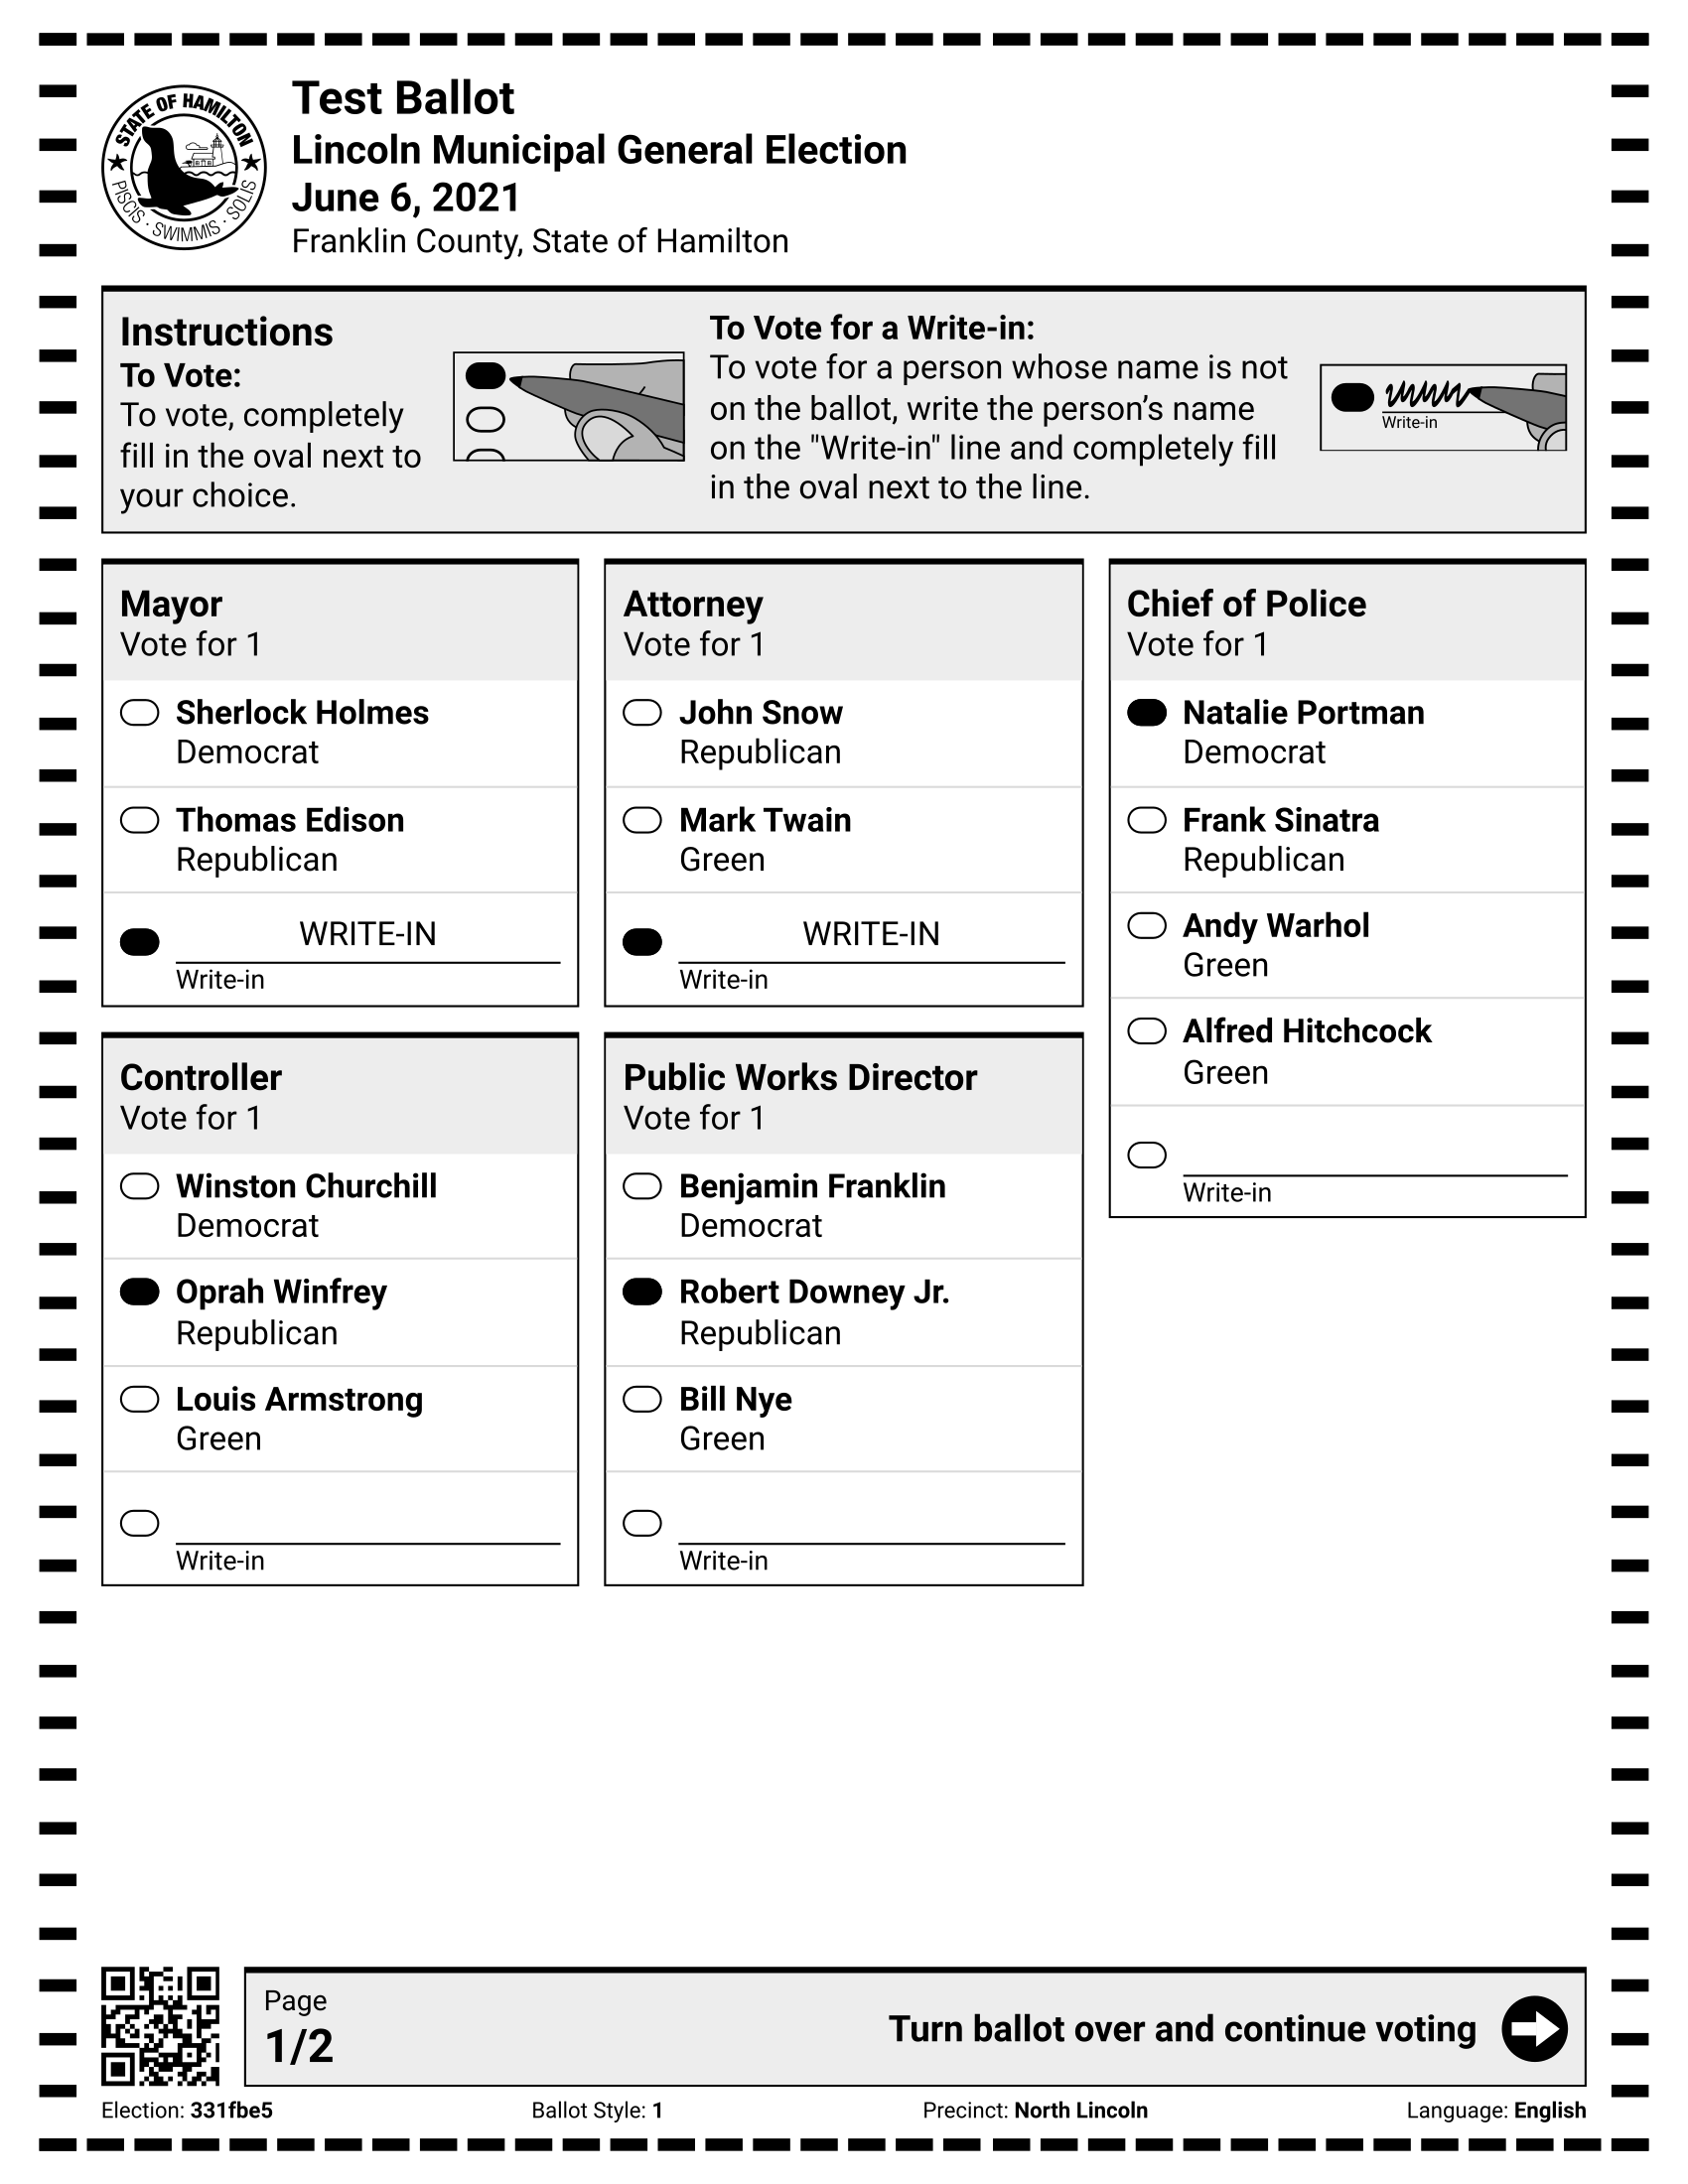 STATE OF HAMILTON
PISCIS · SWIMMIS · SOLIS
Test Ballot
Lincoln Municipal General Election
June 6, 2021
Franklin County, State of Hamilton
Instructions
To Vote:
To vote, completely
fill in the oval next to
your choice.
To Vote for a Write-in:
To vote for a person whose name is not
on the ballot, write the person’s name
on the "Write-in" line and completely fill
in the oval next to the line.
Write-in
Mayor
Vote for 1
Sherlock Holmes
Democrat
Thomas Edison
Republican
WRITE-IN
Write-in
Controller
Vote for 1
Winston Churchill
Democrat
Oprah Winfrey
Republican
Louis Armstrong
Green
Write-in
Attorney
Vote for 1
John Snow
Republican
Mark Twain
Green
WRITE-IN
Write-in
Public Works Director
Vote for 1
Benjamin Franklin
Democrat
Robert Downey Jr.
Republican
Bill Nye
Green
Write-in
Chief of Police
Vote for 1
Natalie Portman
Democrat
Frank Sinatra
Republican
Andy Warhol
Green
Alfred Hitchcock
Green
Write-in
Page
1/2
Turn ballot over and continue voting
Election: 331fbe5 Ballot Style: 1 Precinct: North Lincoln Language: English